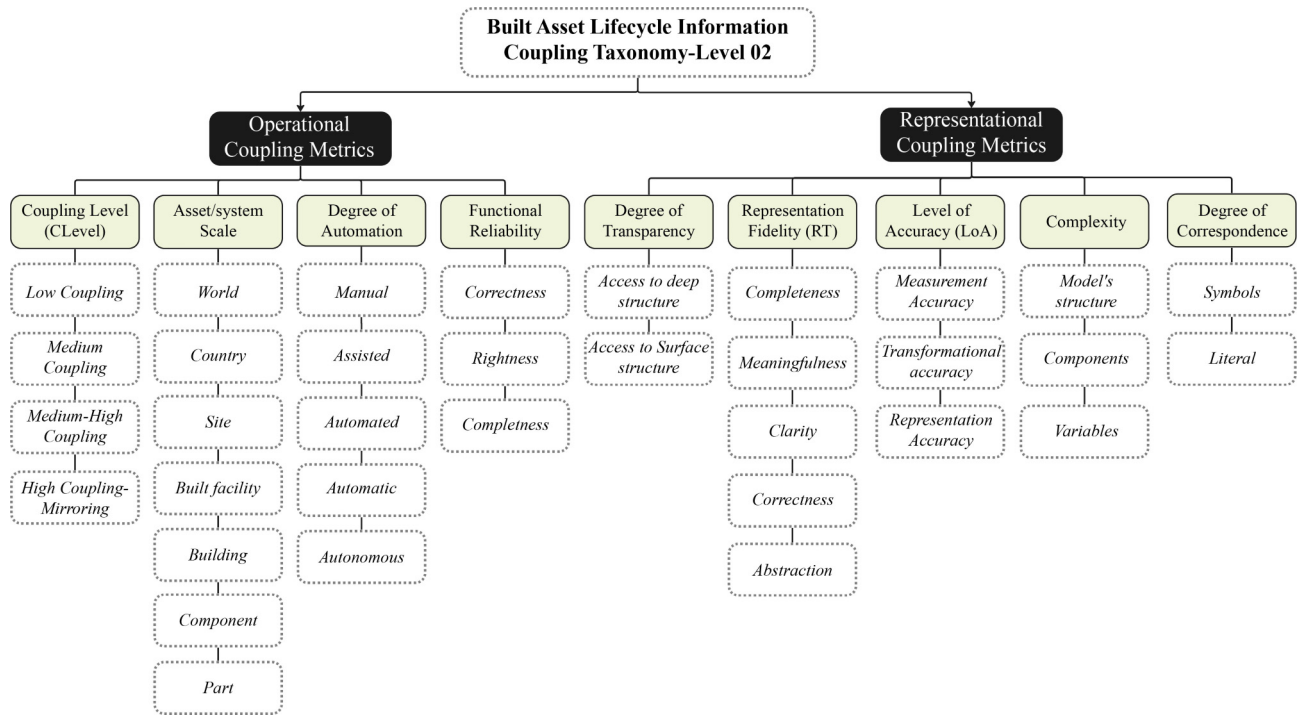 Built Asset Lifecycle Information
Coupling Taxonomy-Level 02
Operational
Coupling Metrics
Representational
Coupling Metrics
Coupling Level
(CLevel)
Low Coupling
Medium
Coupling
Medium-High
Coupling
High Coupling-
Mirroring
Asset/system
Scale
World
Country
Site
Built facility
Building
Component
Part
Degree of
Automation
Manual
Assisted
Automated
Automatic
Autonomous
Functional
Reliability
Correctness
Rightness
Completness
Degree of
Transparency
Access to deep
structure
Access to Surface
structure
Representation
Fidelity (RT)
Completeness
Meaningfulness
Clarity
Correctness
Abstraction
Level of
Accuracy (LoA)
Measurement
Accuracy
Transformational
accuracy
Representation
Accuracy
Complexity
Model's
structure
Components
Variables
Degree of
Correspondence
Symbols
Literal